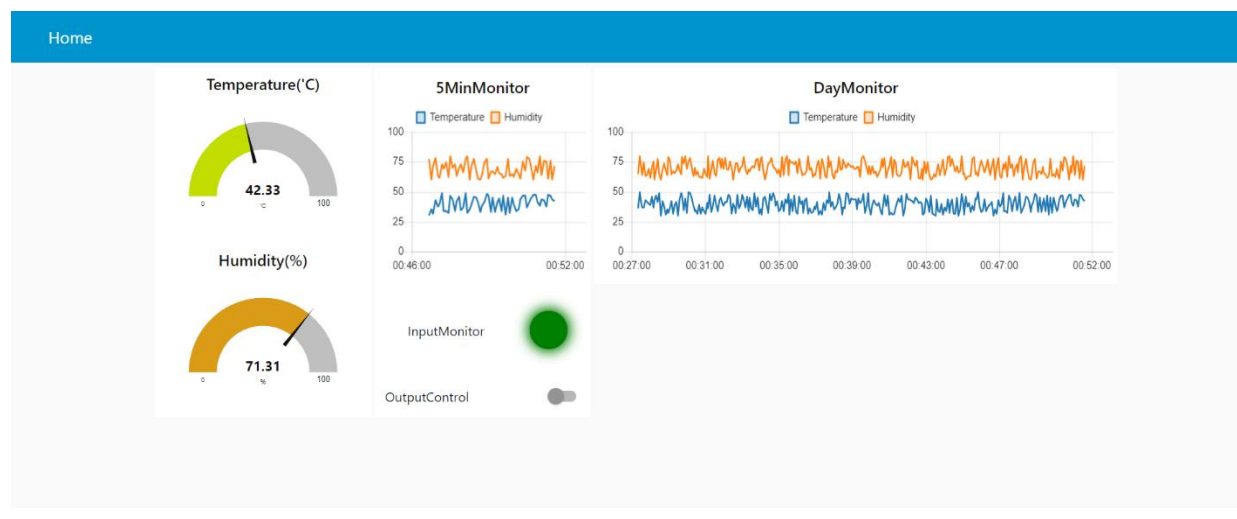 Home
Temperature('C)
42.33
0
℃
100
Humidity(%)
71.31
0
%
100
5MinMonitor
Temperature Humidity
100
75
50
25
0
00:46:00 00:52:00
InputMonitor
OutputControl
DayMonitor
Temperature Humidity
100
75
50
25
0
00:27:00 00:31:00 00:35:00 00:39:00 00:43:00 00:47:00 00:52:00